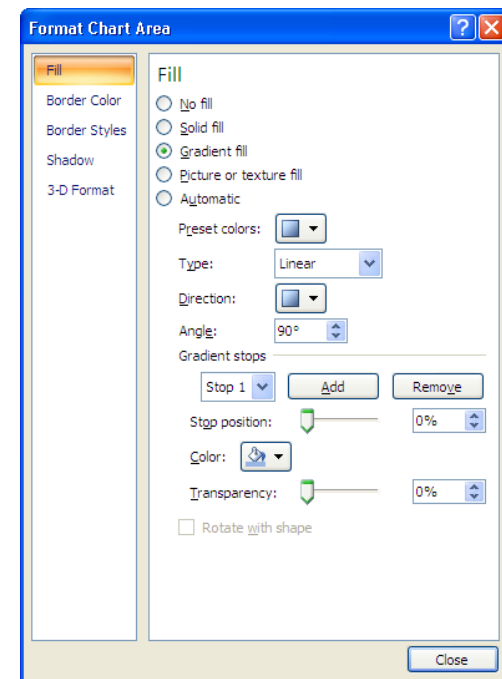 Format Chart Area
?
X
Fill
Border Color
Border Styles
Shadow
3-D Format
Fill
No fill
Solid fill
Gradient fill
Picture or texture fill
Automatic
Preset colors:
Type: Linear
Direction:
Angle: 90°
Gradient stops
Stop 1 Add Remove
Stop position: 0%
Color:
Transparency: 0%
Rotate with shape
Close